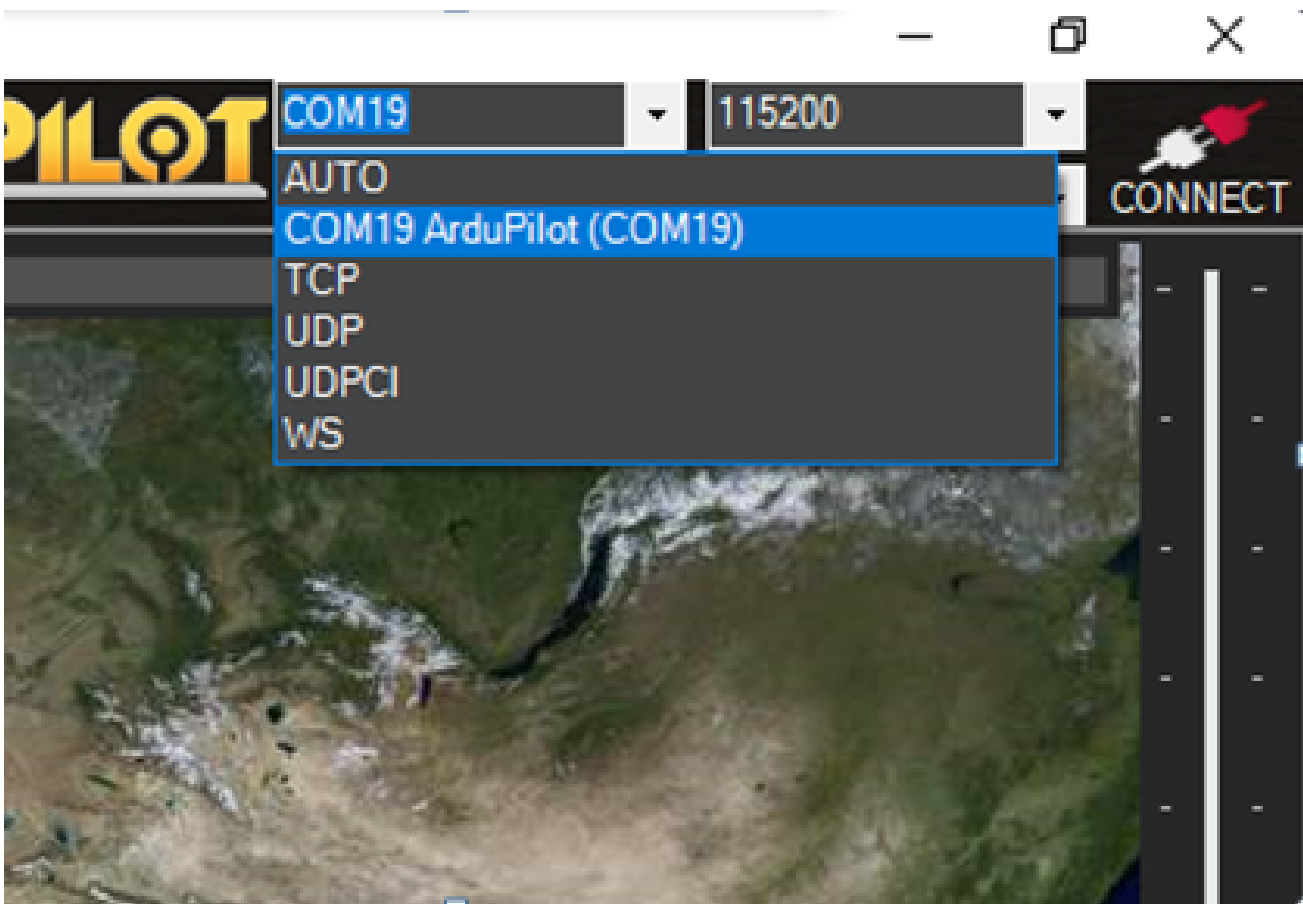 PILOT
COM19
115200
CONNECT
AUTO
COM19 ArduPilot (COM19)
TCP
UDP
UDPCI
WS